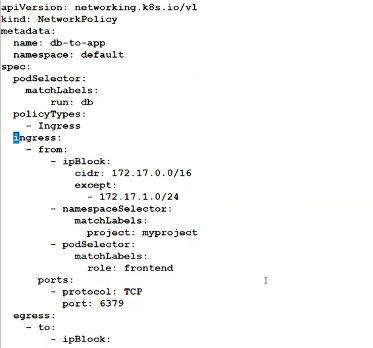 apiVersion: networking.k8s.io/v1
kind: NetworkPolicy
metadata:
  name: db-to-app
  namespace: default
spec:
  podSelector:
    matchLabels:
      run: db
  policyTypes:
    - Ingress
  ingress:
    - from:
        - ipBlock:
            cidr: 172.17.0.0/16
            except:
              - 172.17.1.0/24
        - namespaceSelector:
            matchLabels:
              project: myproject
        - podSelector:
            matchLabels:
              role: frontend
      ports:
        - protocol: TCP
          port: 6379
  egress:
    - to:
        - ipBlock: